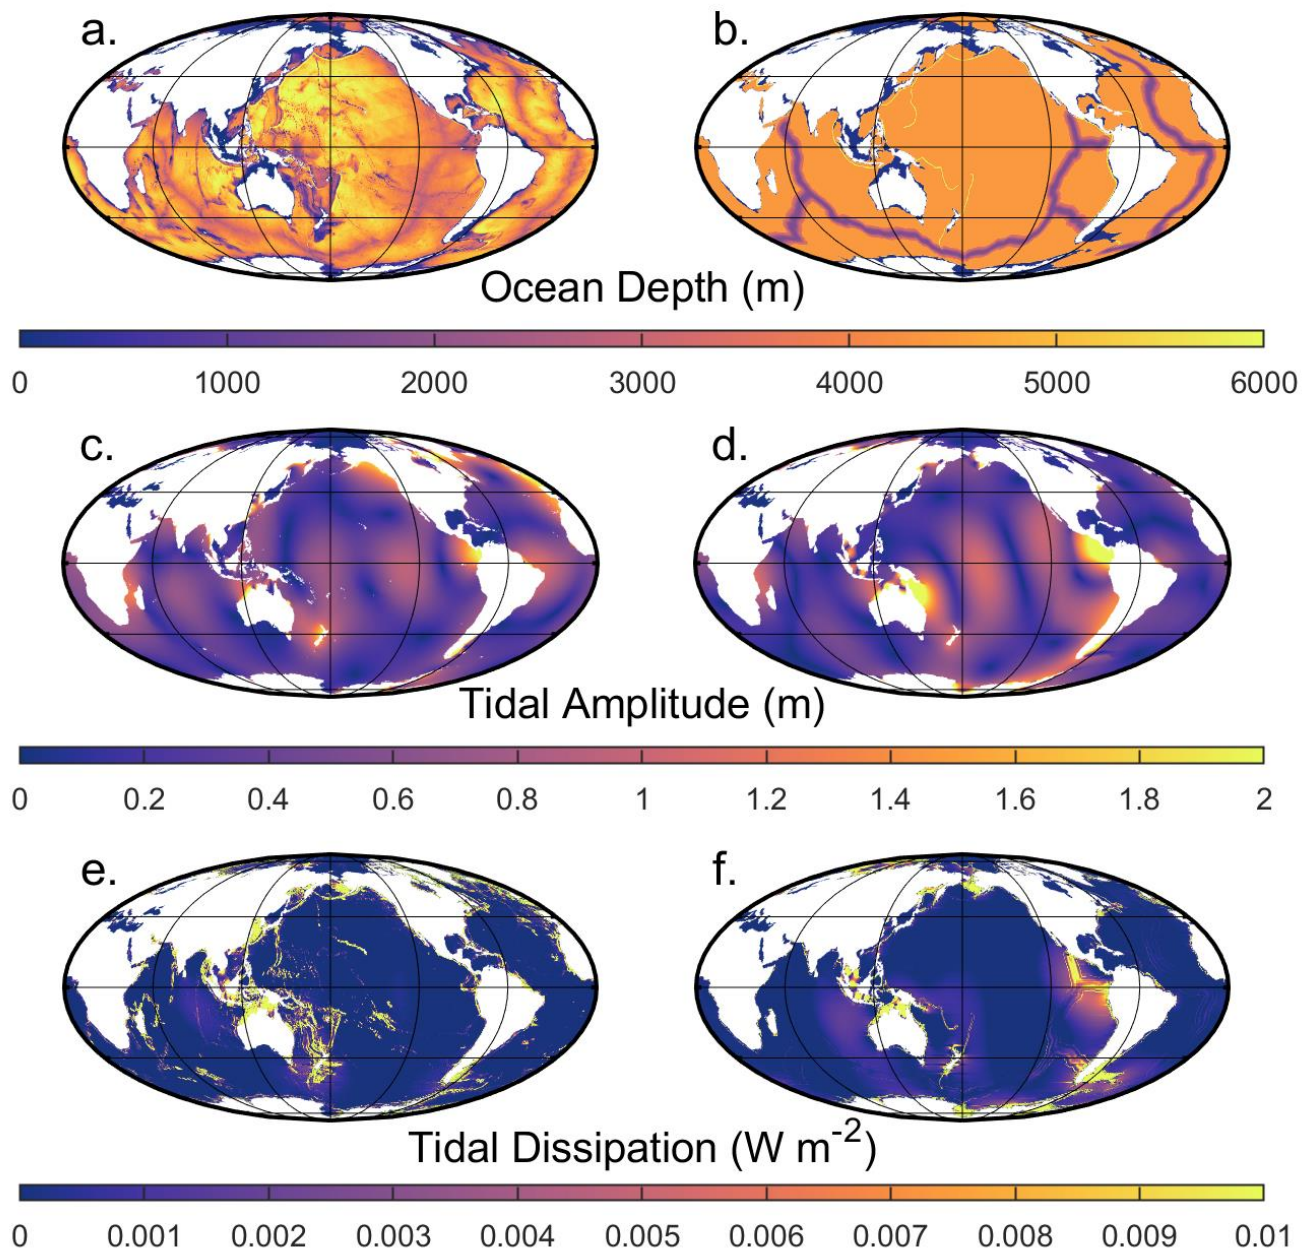 a. b.
Ocean Depth (m)
0 1000 2000 3000 4000 5000 6000
c. d.
Tidal Amplitude (m)
0 0.2 0.4 0.6 0.8 1 1.2 1.4 1.6 1.8 2
e. f.
Tidal Dissipation (W m-2)
0 0.001 0.002 0.003 0.004 0.005 0.006 0.007 0.008 0.009 0.01